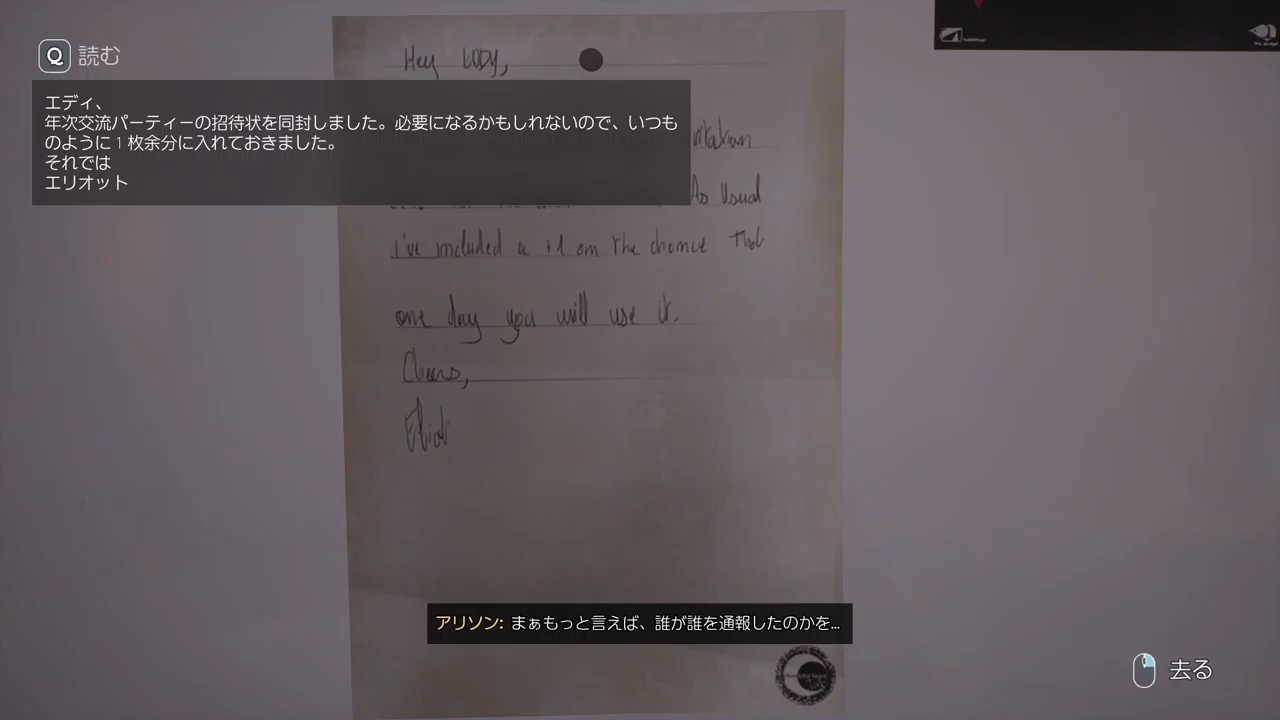 Q 読む
エディ、
年次交流パーティーの招待状を同封しました。必要になるかもしれないので、いつも
のように1枚余分に入れておきました。
それでは
エリオット
Hey EDDY,
As Usual
i've included a +1 on the chance that
one day you will use it.
Cheers,
Eliot
アリソン: まぁもっと言えば、誰が誰を通報したのかを...
去る